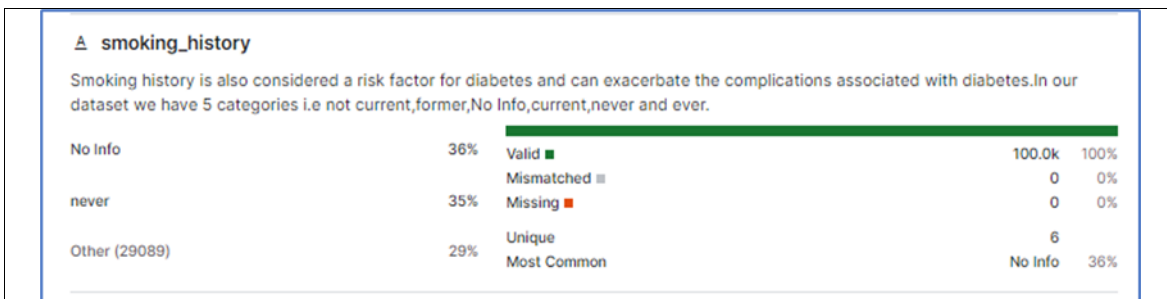 A smoking_history
Smoking history is also considered a risk factor for diabetes and can exacerbate the complications associated with diabetes.In our
dataset we have 5 categories i.e not current,former,No Info,current,never and ever.
No Info 36%
never 35%
Other (29089) 29%
Valid 100.0k 100%
Mismatched 0 0%
Missing 0 0%
Unique 6
Most Common No Info 36%